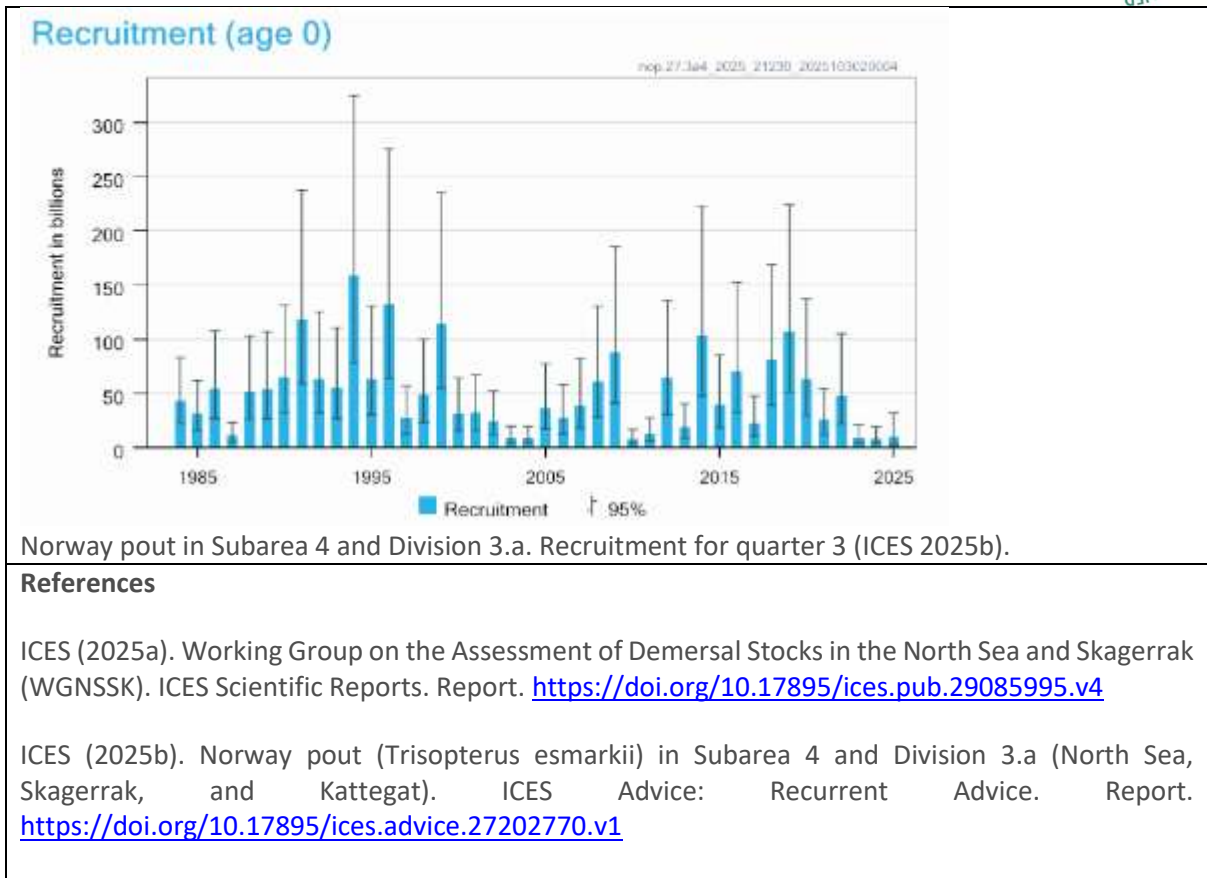 Recruitment (age 0)
nop.27.3a4_2025_21230_2025103020004
Recruitment in billions
300
250
200
150
100
50
0
1985 1995 2005 2015 2025
Recruitment 95%
Norway pout in Subarea 4 and Division 3.a. Recruitment for quarter 3 (ICES 2025b).
References
ICES (2025a). Working Group on the Assessment of Demersal Stocks in the North Sea and Skagerrak
(WGNSSK). ICES Scientific Reports. Report. https://doi.org/10.17895/ices.pub.29085995.v4
ICES (2025b). Norway pout (Trisopterus esmarkii) in Subarea 4 and Division 3.a (North Sea,
Skagerrak, and Kattegat). ICES Advice: Recurrent Advice. Report.
https://doi.org/10.17895/ices.advice.27202770.v1